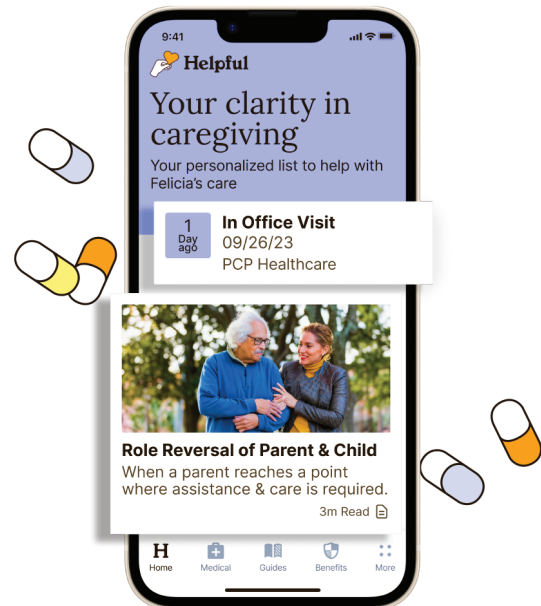 9:41
Helpful
Your clarity in
caregiving
Your personalized list to help with
Felicia's care
1
Day
ago
In Office Visit
09/26/23
PCP Healthcare
Role Reversal of Parent & Child
When a parent reaches a point
where assistance & care is required.
3m Read
H
Home
Medical
Guides
Benefits
More